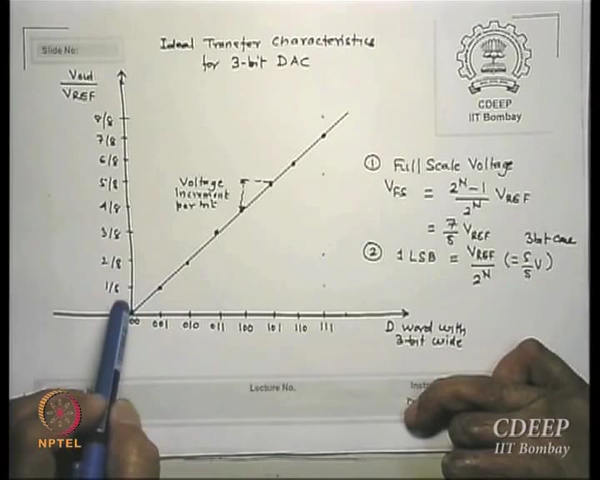 Slide No:
Ideal Transfer Characteristics
for 3-bit DAC
CDEEP
IIT Bombay
Vout
VREF
8/8
7/8
6/8
5/8
4/8
3/8
2/8
1/8
Voltage
Increment
per bit
00 001 010 011 100 101 110 111
D. word with
3-bit wide
① Full Scale Voltage
VFS = 2^N - 1 / 2^N VREF
= 7/8 VREF
3 bit case
② 1 LSB = VREF / 2^N (= 5/8 V)
Lecture No.
NPTEL
CDEEP
IIT Bombay